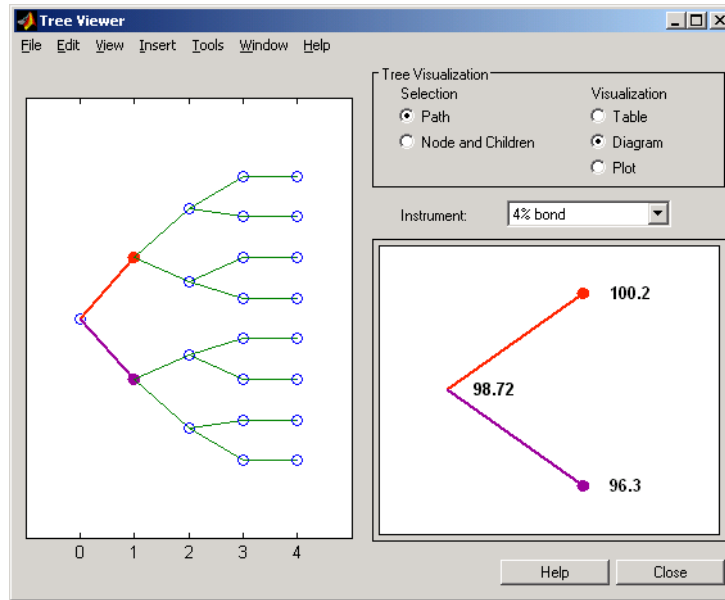 Tree Viewer
File Edit View Insert Tools Window Help
Tree Visualization
Selection
Visualization
Path
Table
Node and Children
Diagram
Plot
Instrument:
4% bond
100.2
98.72
96.3
0 1 2 3 4
Help
Close